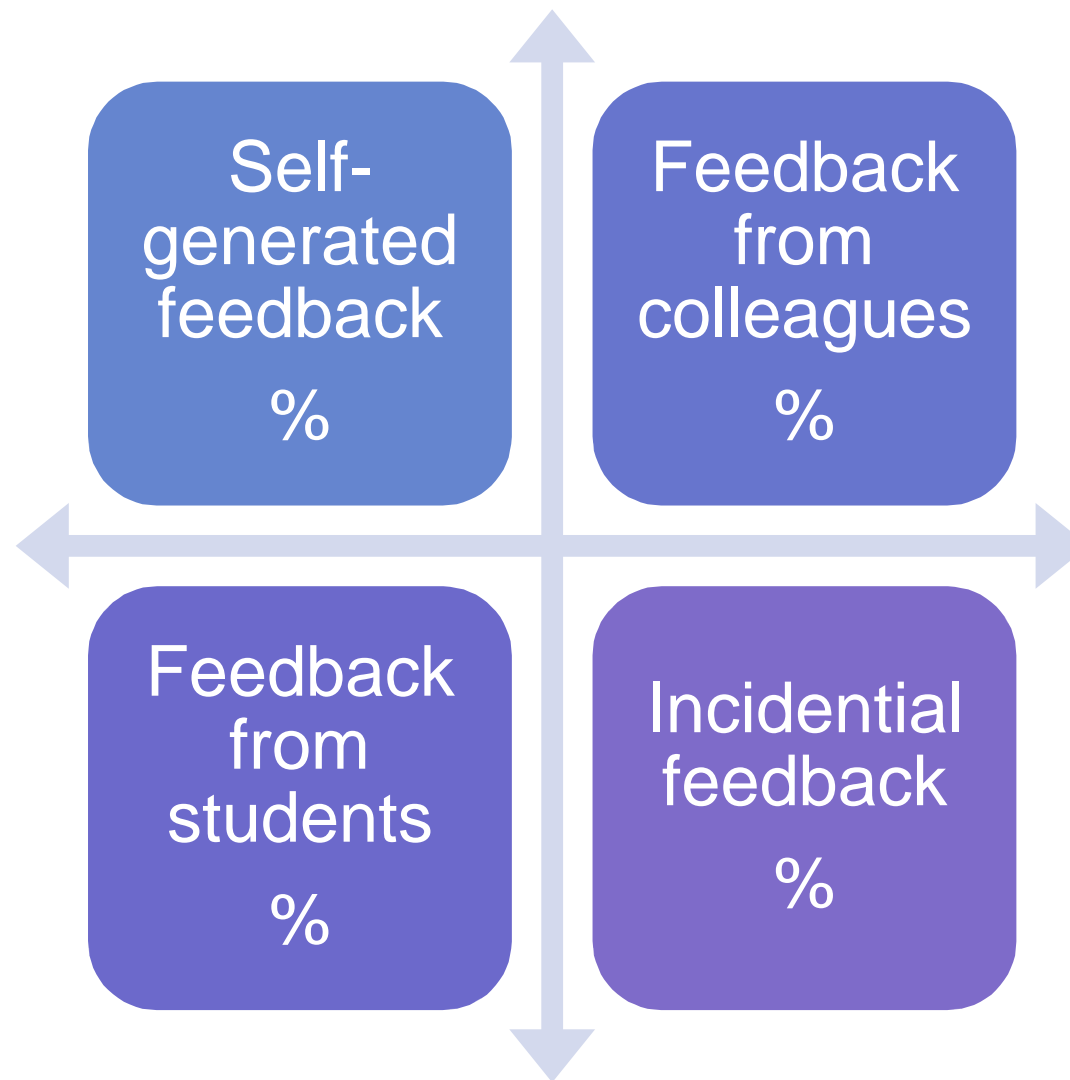 Self-
generated
feedback
%
Feedback
from
colleagues
%
Feedback
from
students
%
Incidential
feedback
%